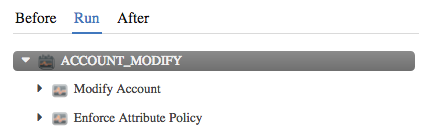 Before Run After
ACCOUNT_MODIFY
Modify Account
Enforce Attribute Policy